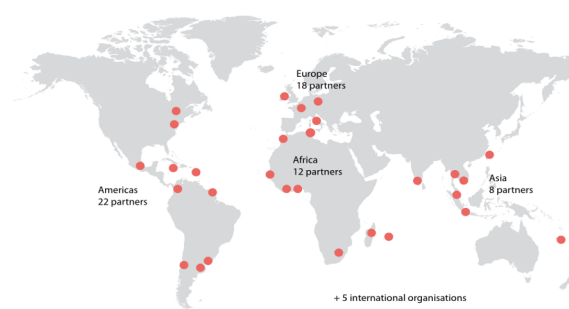 Europe
18 partners
Africa
12 partners
Asia
8 partners
Americas
22 partners
+ 5 international organisations